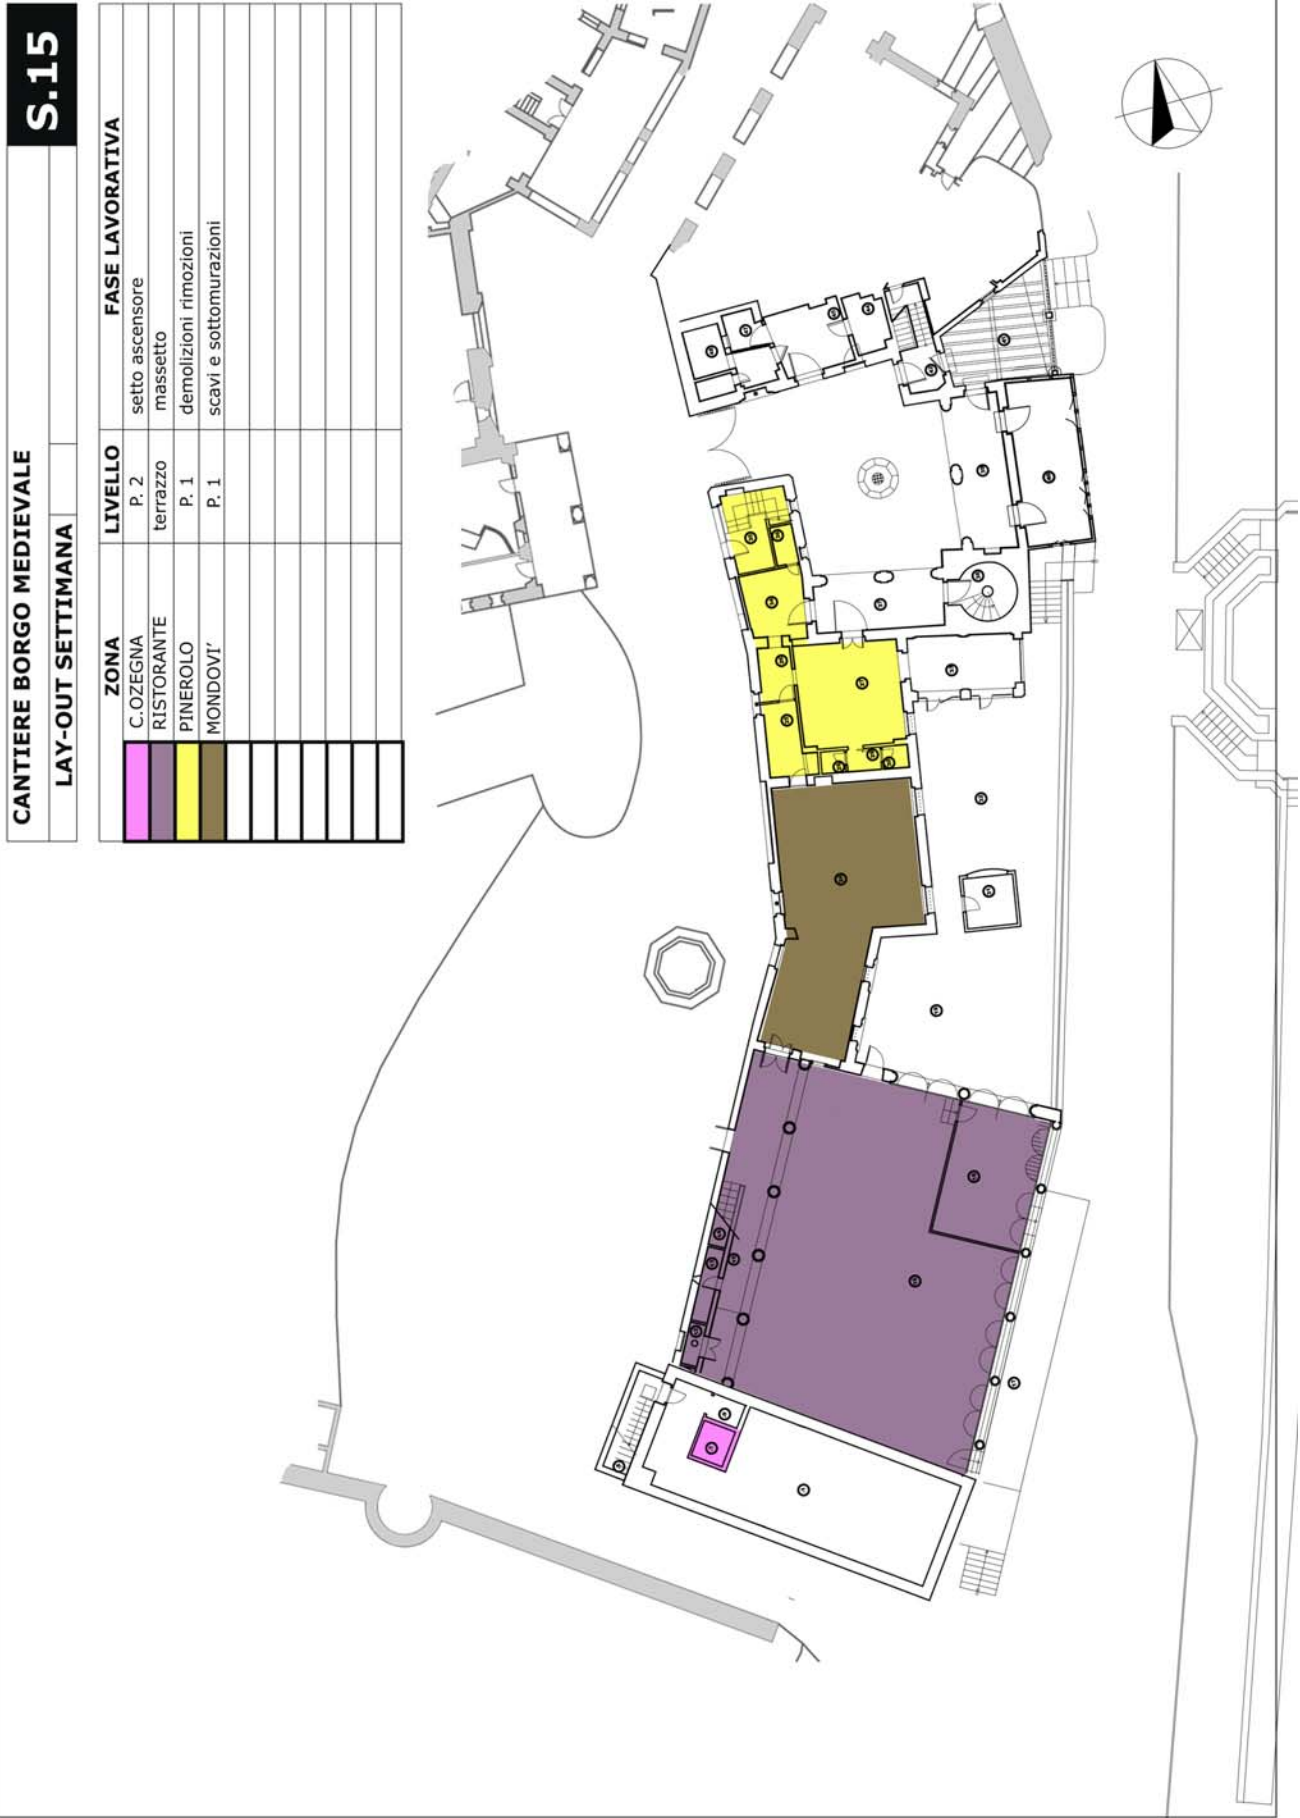 CANTIERE BORGO MEDIEVALE
S.15
LAY-OUT SETTIMANA
ZONA LIVELLO FASE LAVORATIVA
C.OZEGNA P. 2 setto ascensore
RISTORANTE terrazzo massetto
PINEROLO P. 1 demolizioni rimozioni
MONDOVI' P. 1 scavi e sottomurazioni